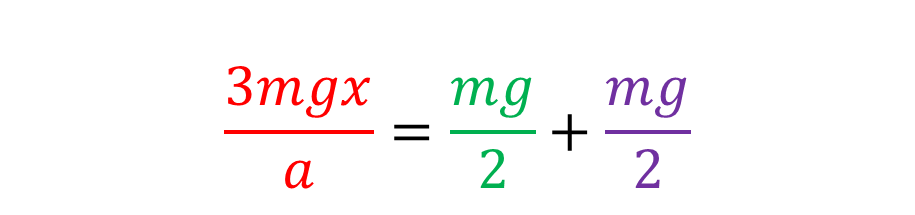 3mgx/a = mg/2 + mg/2